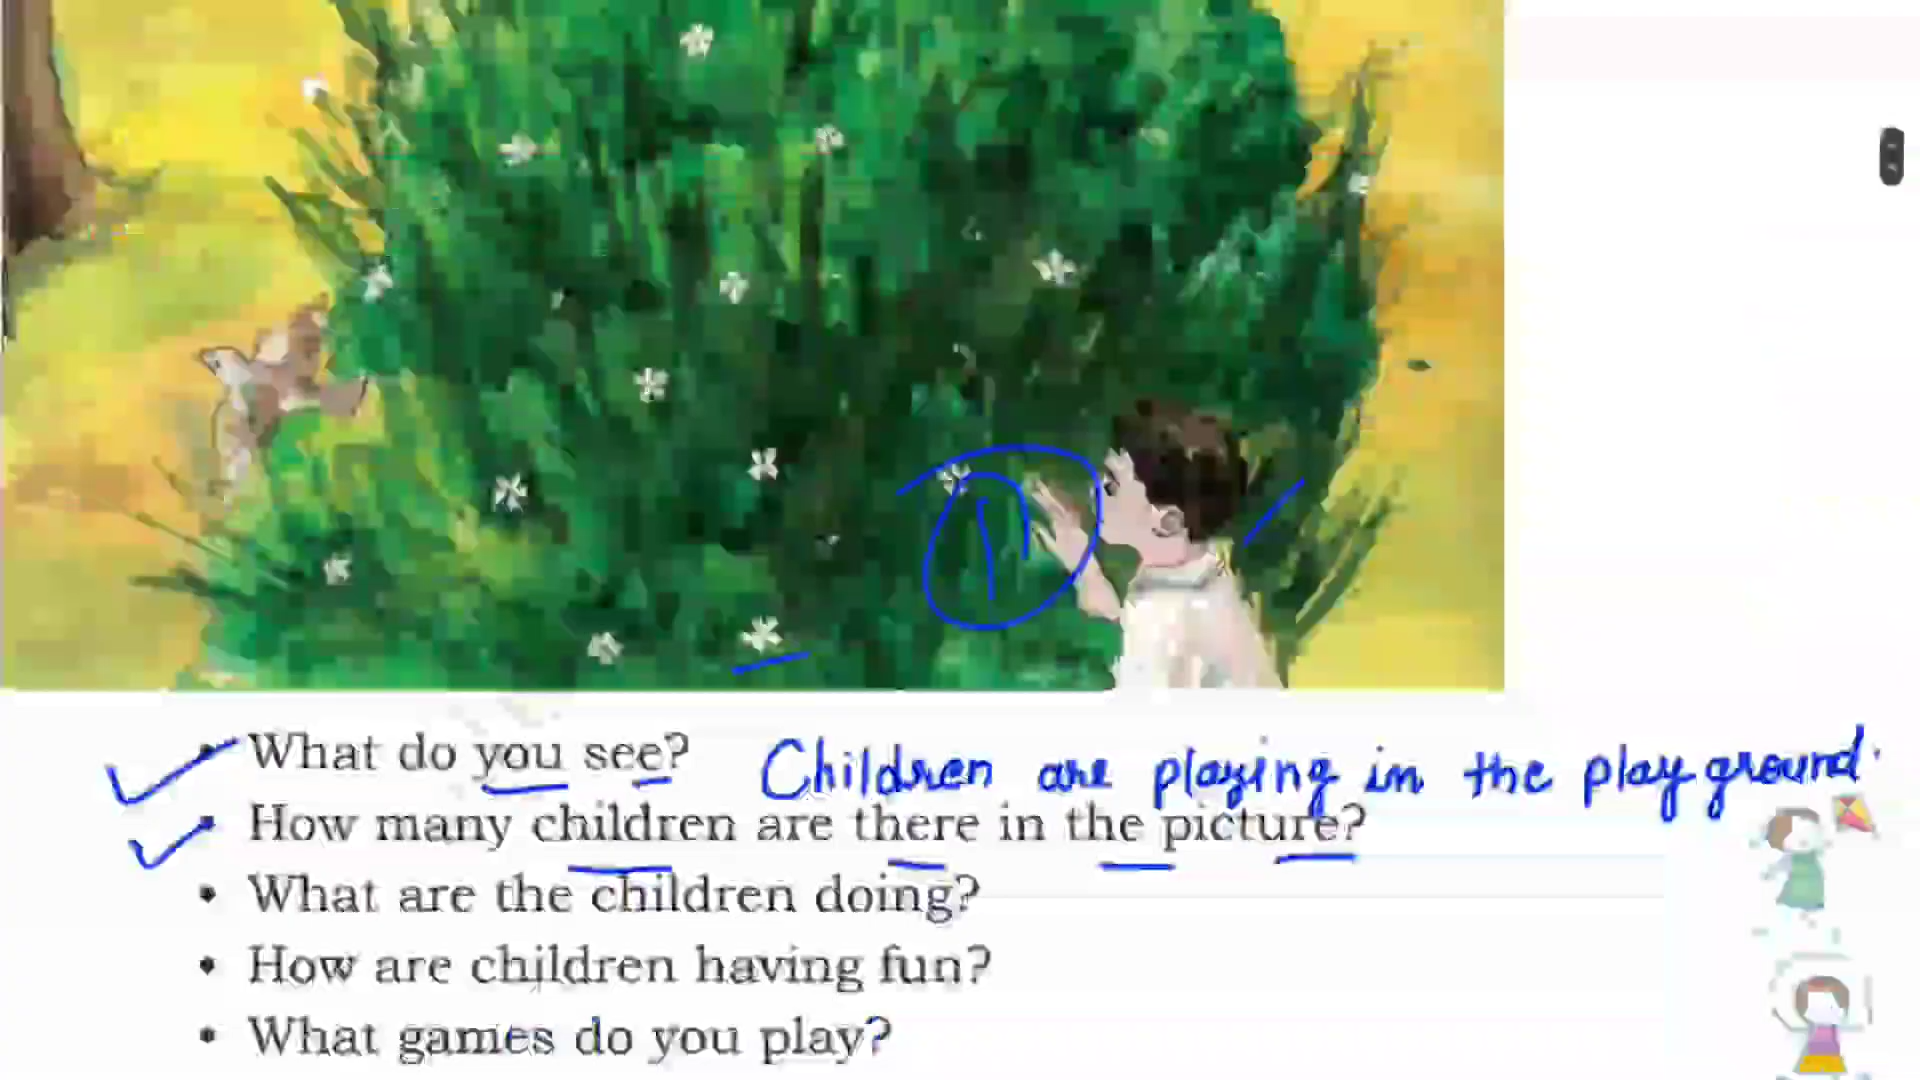 1
• What do you see? Children are playing in the playground.
• How many children are there in the picture?
• What are the children doing?
• How are children having fun?
• What games do you play?